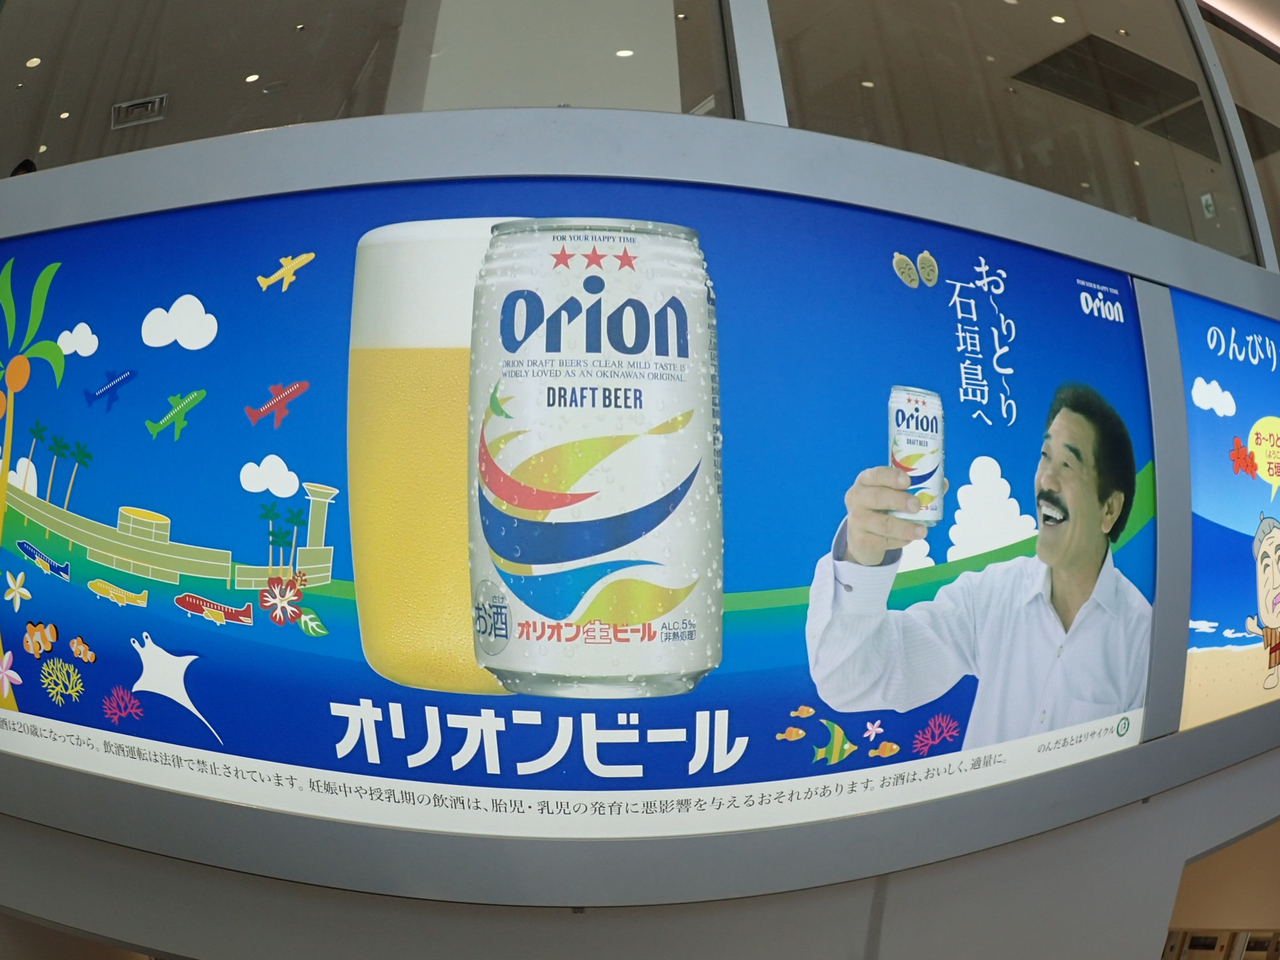 FOR YOUR HAPPY TIME
Orion
ORION DRAFT BEER'S CLEAR MILD TASTE IS
WIDELY LOVED AS AN OKINAWAN ORIGINAL.
DRAFT BEER
お酒
オリオン生ビール
ALC.5%
[非熱処理]
オリオンビール
お〜りと〜り
石垣島へ
FOR YOUR HAPPY TIME
Orion
Orion
DRAFT BEER
酒は20歳になってから。飲酒運転は法律で禁止されています。妊娠中や授乳期の飲酒は、胎児・乳児の発育に悪影響を与えるおそれがあります。お酒は、おいしく、適量に。
のんだあとはリサイクル
のんびり
お〜りと
石垣